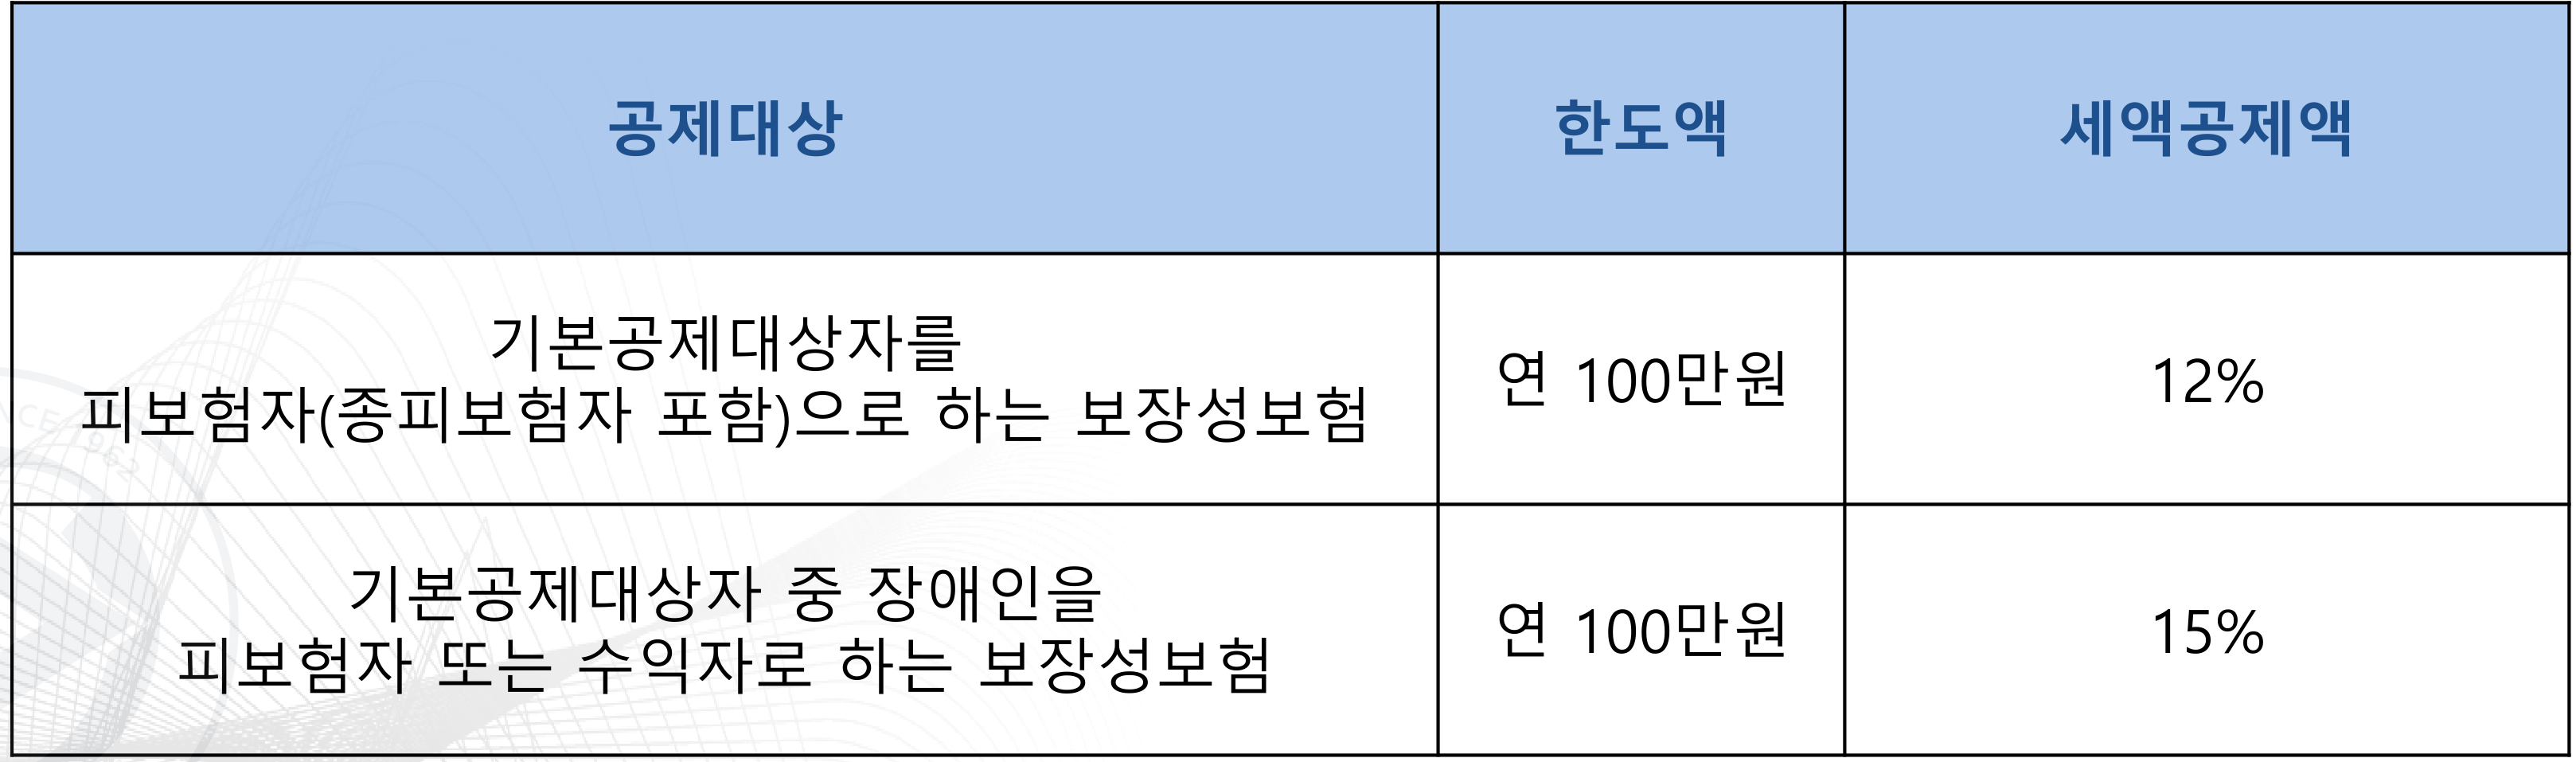 공제대상 한도액 세액공제액
기본공제대상자를
피보험자(종피보험자 포함)으로 하는 보장성보험
연 100만원
12%
기본공제대상자 중 장애인을
피보험자 또는 수익자로 하는 보장성보험
연 100만원
15%